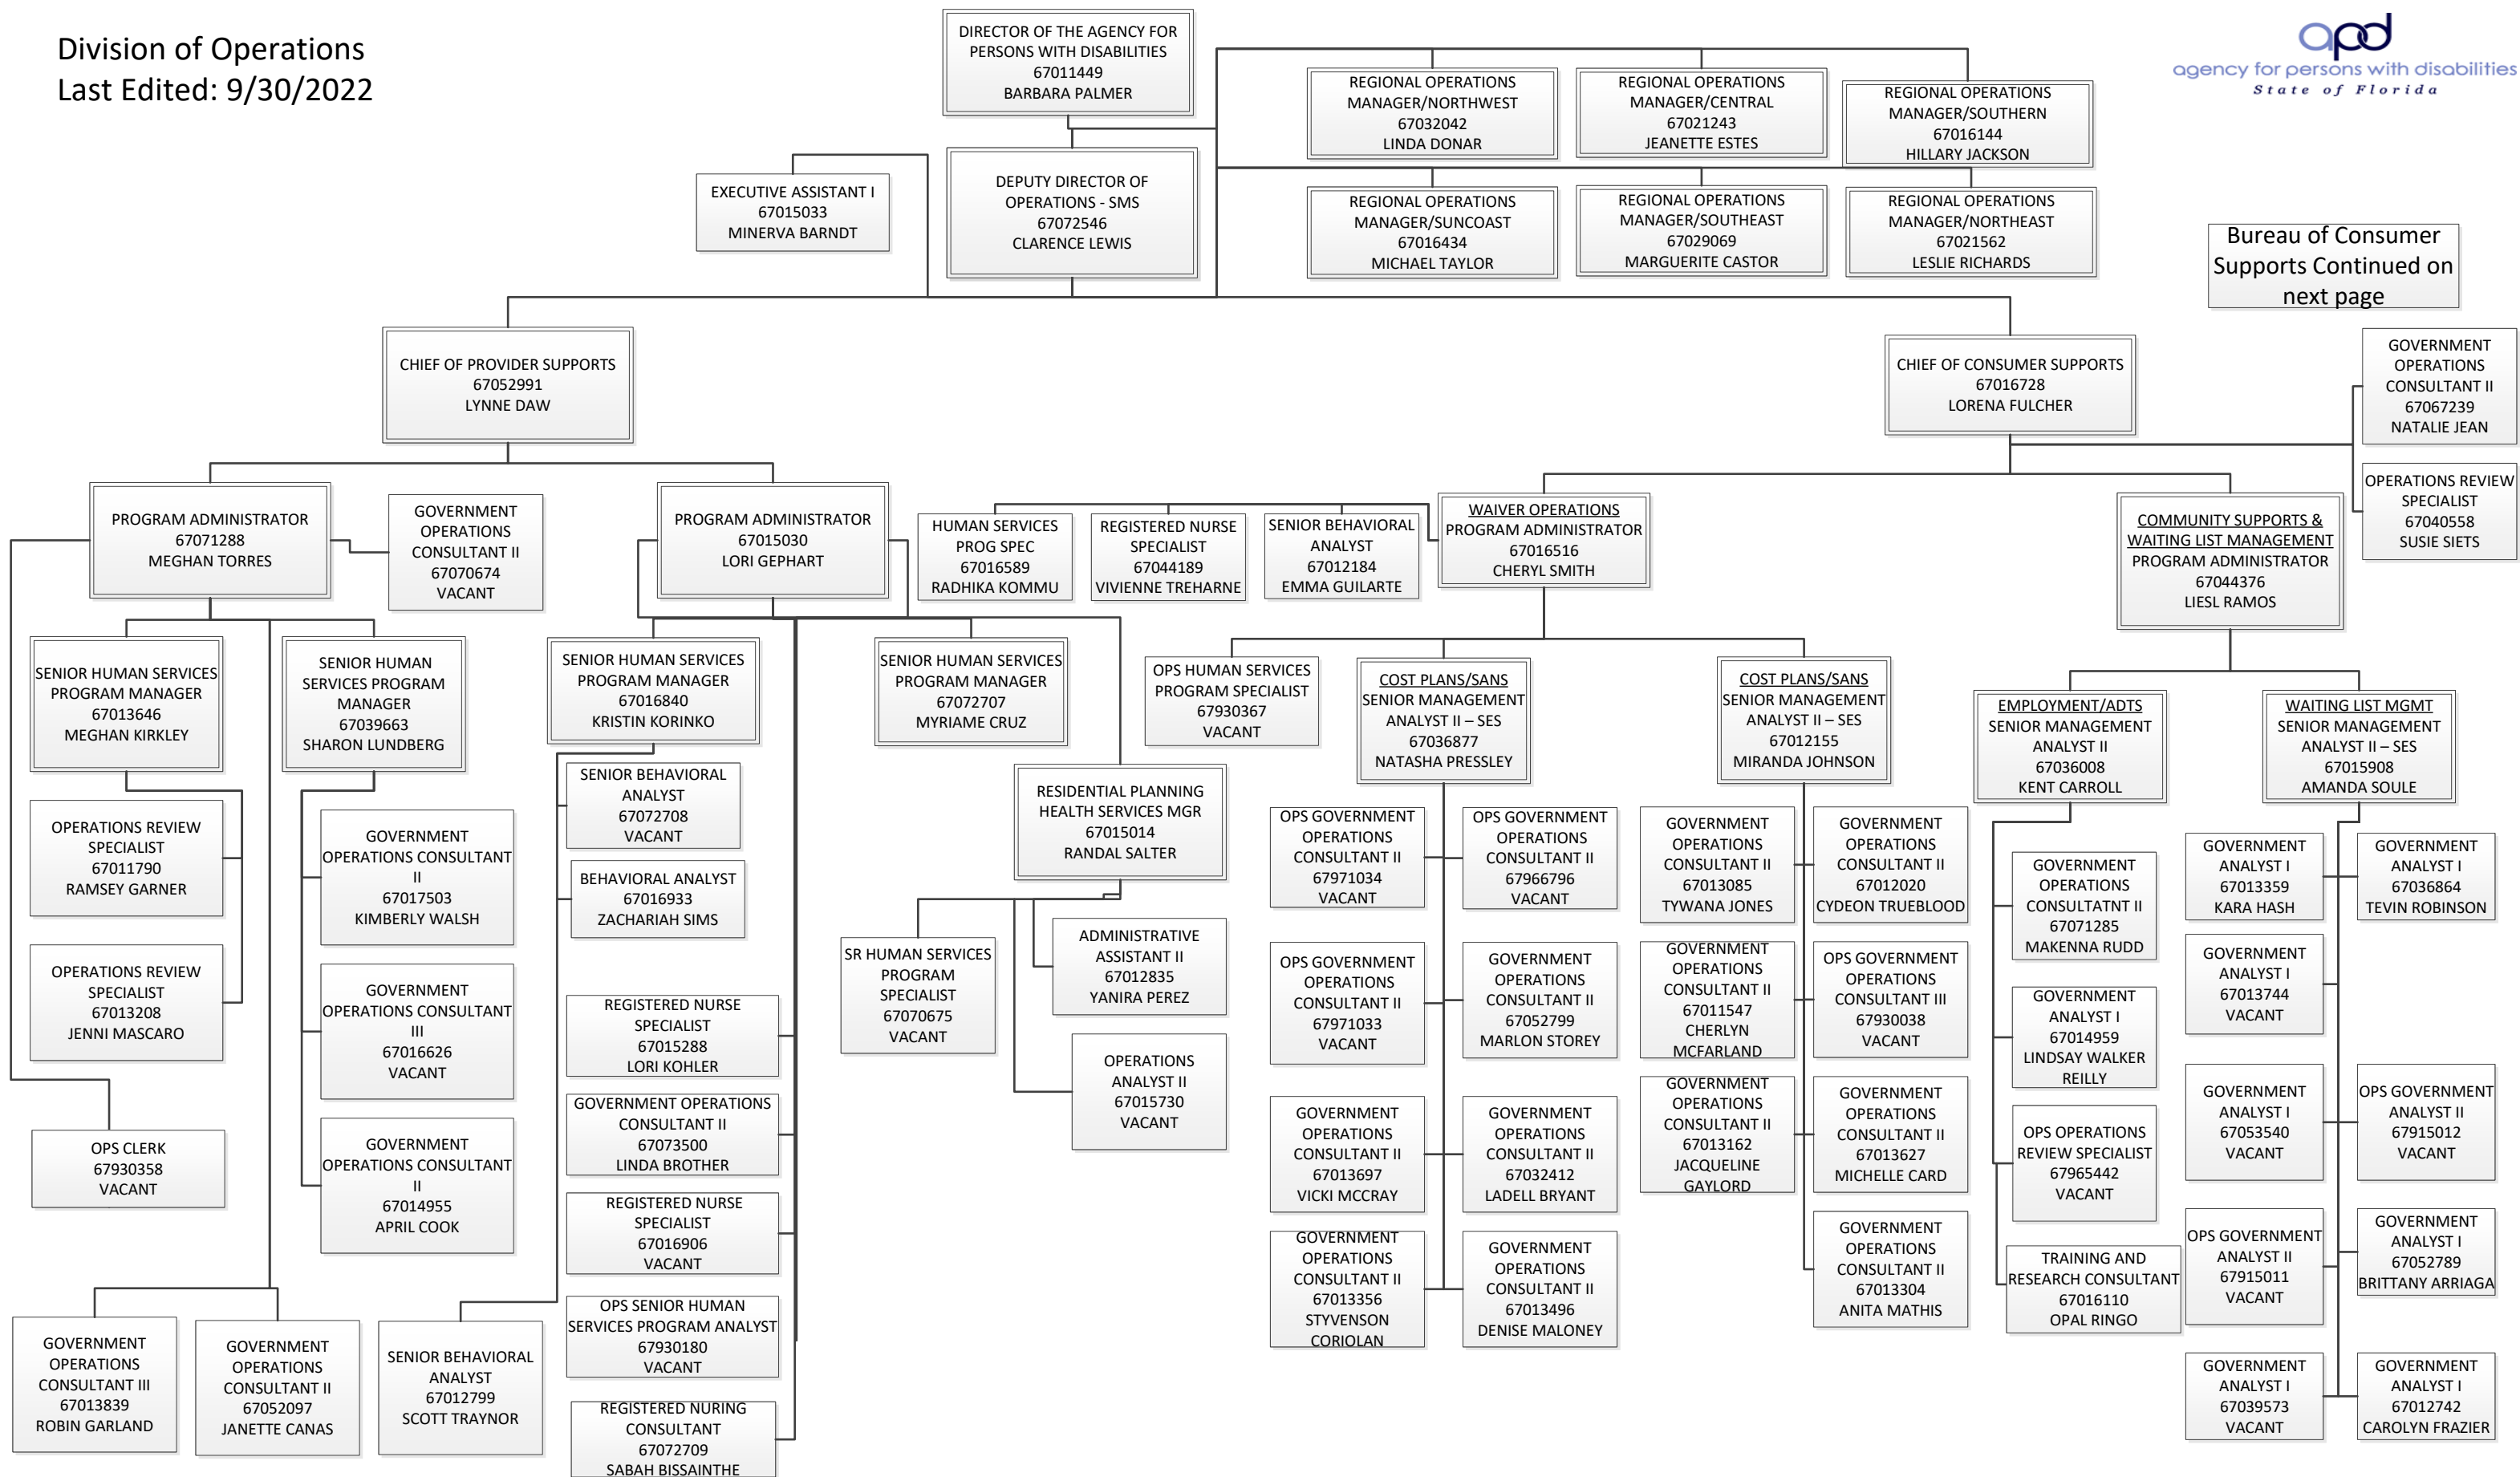 Division of Operations
Last Edited: 9/30/2022
DIRECTOR OF THE AGENCY FOR
PERSONS WITH DISABILITIES
67011449
BARBARA PALMER
REGIONAL OPERATIONS
MANAGER/NORTHWEST
67032042
LINDA DONAR
REGIONAL OPERATIONS
MANAGER/CENTRAL
67021243
JEANETTE ESTES
REGIONAL OPERATIONS
MANAGER/SOUTHERN
67016144
HILLARY JACKSON
apd
agency for persons with disabilities
State of Florida
EXECUTIVE ASSISTANT I
67015033
MINERVA BARNDT
DEPUTY DIRECTOR OF
OPERATIONS - SMS
67072546
CLARENCE LEWIS
REGIONAL OPERATIONS
MANAGER/SUNCOAST
67016434
MICHAEL TAYLOR
REGIONAL OPERATIONS
MANAGER/SOUTHEAST
67029069
MARGUERITE CASTOR
REGIONAL OPERATIONS
MANAGER/NORTHEAST
67021562
LESLIE RICHARDS
Bureau of Consumer
Supports Continued on
next page
CHIEF OF PROVIDER SUPPORTS
67052991
LYNNE DAW
CHIEF OF CONSUMER SUPPORTS
67016728
LORENA FULCHER
GOVERNMENT
OPERATIONS
CONSULTANT II
67067239
NATALIE JEAN
OPERATIONS REVIEW
SPECIALIST
67040558
SUSIE SIETS
PROGRAM ADMINISTRATOR
67071288
MEGHAN TORRES
GOVERNMENT
OPERATIONS
CONSULTANT II
67070674
VACANT
PROGRAM ADMINISTRATOR
67015030
LORI GEPHART
HUMAN SERVICES
PROG SPEC
67016589
RADHIKA KOMMU
REGISTERED NURSE
SPECIALIST
67044189
VIVIENNE TREHARNE
SENIOR BEHAVIORAL
ANALYST
67012184
EMMA GUILARTE
WAIVER OPERATIONS
PROGRAM ADMINISTRATOR
67016516
CHERYL SMITH
COMMUNITY SUPPORTS &
WAITING LIST MANAGEMENT
PROGRAM ADMINISTRATOR
67044376
LIESL RAMOS
SENIOR HUMAN SERVICES
PROGRAM MANAGER
67013646
MEGHAN KIRKLEY
SENIOR HUMAN
SERVICES PROGRAM
MANAGER
67039663
SHARON LUNDBERG
SENIOR HUMAN SERVICES
PROGRAM MANAGER
67016840
KRISTIN KORINKO
SENIOR HUMAN SERVICES
PROGRAM MANAGER
67072707
MYRIAME CRUZ
OPS HUMAN SERVICES
PROGRAM SPECIALIST
67930367
VACANT
COST PLANS/SANS
SENIOR MANAGEMENT
ANALYST II – SES
67036877
NATASHA PRESSLEY
COST PLANS/SANS
SENIOR MANAGEMENT
ANALYST II – SES
67012155
MIRANDA JOHNSON
EMPLOYMENT/ADTS
SENIOR MANAGEMENT
ANALYST II
67036008
KENT CARROLL
WAITING LIST MGMT
SENIOR MANAGEMENT
ANALYST II – SES
67015908
AMANDA SOULE
OPERATIONS REVIEW
SPECIALIST
67011790
RAMSEY GARNER
OPERATIONS REVIEW
SPECIALIST
67013208
JENNI MASCARO
OPS CLERK
67930358
VACANT
GOVERNMENT
OPERATIONS CONSULTANT
II
67017503
KIMBERLY WALSH
GOVERNMENT
OPERATIONS CONSULTANT
III
67016626
VACANT
GOVERNMENT
OPERATIONS CONSULTANT
II
67014955
APRIL COOK
GOVERNMENT
OPERATIONS
CONSULTANT III
67013839
ROBIN GARLAND
GOVERNMENT
OPERATIONS
CONSULTANT II
67052097
JANETTE CANAS
SENIOR BEHAVIORAL
ANALYST
67072708
VACANT
BEHAVIORAL ANALYST
67016933
ZACHARIAH SIMS
REGISTERED NURSE
SPECIALIST
67015288
LORI KOHLER
GOVERNMENT OPERATIONS
CONSULTANT II
67073500
LINDA BROTHER
REGISTERED NURSE
SPECIALIST
67016906
VACANT
OPS SENIOR HUMAN
SERVICES PROGRAM ANALYST
67930180
VACANT
SENIOR BEHAVIORAL
ANALYST
67012799
SCOTT TRAYNOR
REGISTERED NURING
CONSULTANT
67072709
SABAH BISSAINTHE
RESIDENTIAL PLANNING
HEALTH SERVICES MGR
67015014
RANDAL SALTER
SR HUMAN SERVICES
PROGRAM
SPECIALIST
67070675
VACANT
ADMINISTRATIVE
ASSISTANT II
67012835
YANIRA PEREZ
OPERATIONS
ANALYST II
67015730
VACANT
OPS GOVERNMENT
OPERATIONS
CONSULTANT II
67971034
VACANT
OPS GOVERNMENT
OPERATIONS
CONSULTANT II
67966796
VACANT
OPS GOVERNMENT
OPERATIONS
CONSULTANT II
67971033
VACANT
GOVERNMENT
OPERATIONS
CONSULTANT II
67052799
MARLON STOREY
GOVERNMENT
OPERATIONS
CONSULTANT II
67013697
VICKI MCCRAY
GOVERNMENT
OPERATIONS
CONSULTANT II
67032412
LADELL BRYANT
GOVERNMENT
OPERATIONS
CONSULTANT II
67013356
STYVENSON
CORIOLAN
GOVERNMENT
OPERATIONS
CONSULTANT II
67013496
DENISE MALONEY
GOVERNMENT
OPERATIONS
CONSULTANT II
67013085
TYWANA JONES
GOVERNMENT
OPERATIONS
CONSULTANT II
67012020
CYDEON TRUEBLOOD
GOVERNMENT
OPERATIONS
CONSULTANT II
67011547
CHERLYN
MCFARLAND
OPS GOVERNMENT
OPERATIONS
CONSULTANT III
67930038
VACANT
GOVERNMENT
OPERATIONS
CONSULTANT II
67013162
JACQUELINE
GAYLORD
GOVERNMENT
OPERATIONS
CONSULTANT II
67013627
MICHELLE CARD
GOVERNMENT
OPERATIONS
CONSULTANT II
67013304
ANITA MATHIS
GOVERNMENT
OPERATIONS
CONSULTATNT II
67071285
MAKENNA RUDD
GOVERNMENT
ANALYST I
67014959
LINDSAY WALKER
REILLY
OPS OPERATIONS
REVIEW SPECIALIST
67965442
VACANT
TRAINING AND
RESEARCH CONSULTANT
67016110
OPAL RINGO
GOVERNMENT
ANALYST I
67013359
KARA HASH
GOVERNMENT
ANALYST I
67036864
TEVIN ROBINSON
GOVERNMENT
ANALYST I
67013744
VACANT
GOVERNMENT
ANALYST I
67053540
VACANT
OPS GOVERNMENT
ANALYST II
67915012
VACANT
OPS GOVERNMENT
ANALYST II
67915011
VACANT
GOVERNMENT
ANALYST I
67052789
BRITTANY ARRIAGA
GOVERNMENT
ANALYST I
67039573
VACANT
GOVERNMENT
ANALYST I
67012742
CAROLYN FRAZIER